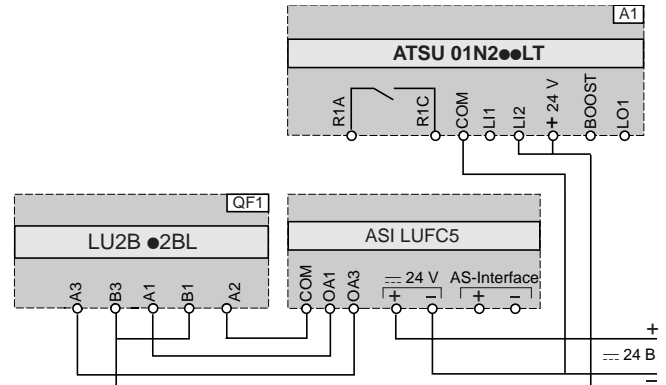 A1
ATSU 01N2●●LT
R1A R1C COM LI1 LI2 + 24 V BOOST LO1
QF1
LU2B ●2BL
ASI LUFC5
A3 B3 A1 B1 A2
COM OA1 OA3
24 V AS-Interface
+ − + −
+
24 B
−